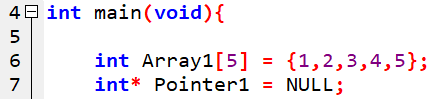 4 int main(void){
5
6 int Array1[5] = {1,2,3,4,5};
7 int* Pointer1 = NULL;